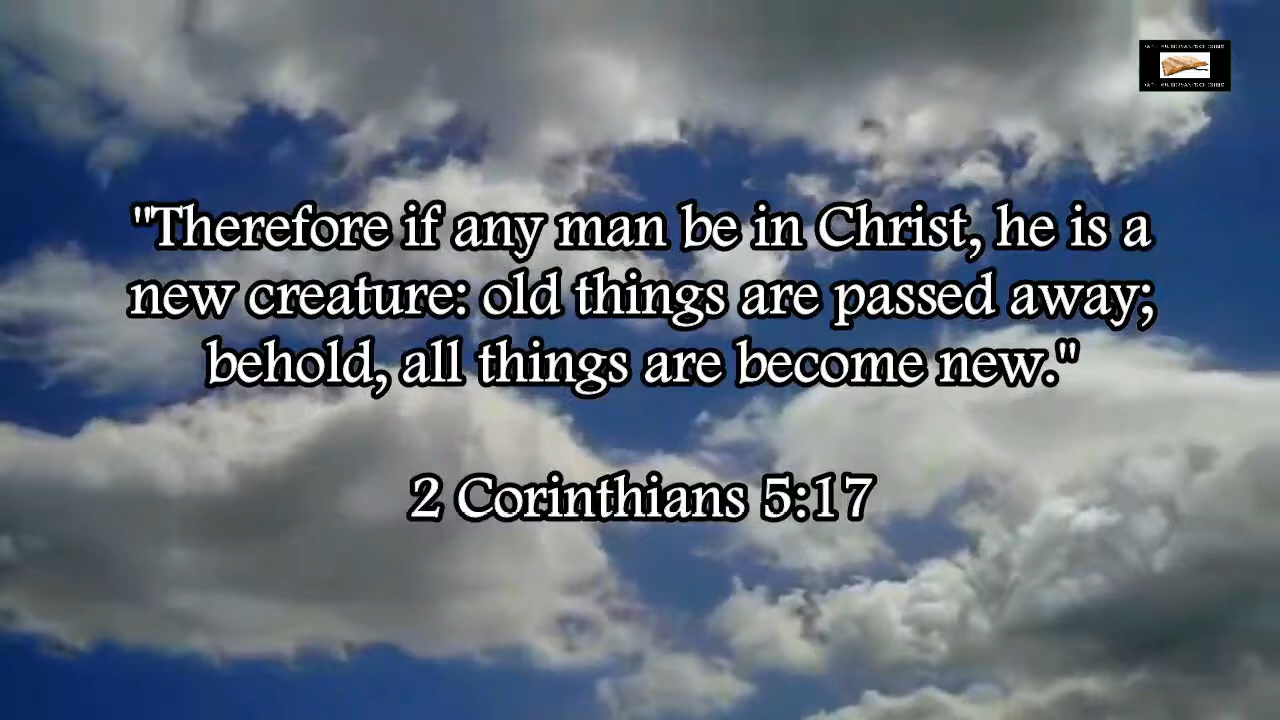 "Therefore if any man be in Christ, he is a
new creature: old things are passed away;
behold, all things are become new."
2 Corinthians 5:17